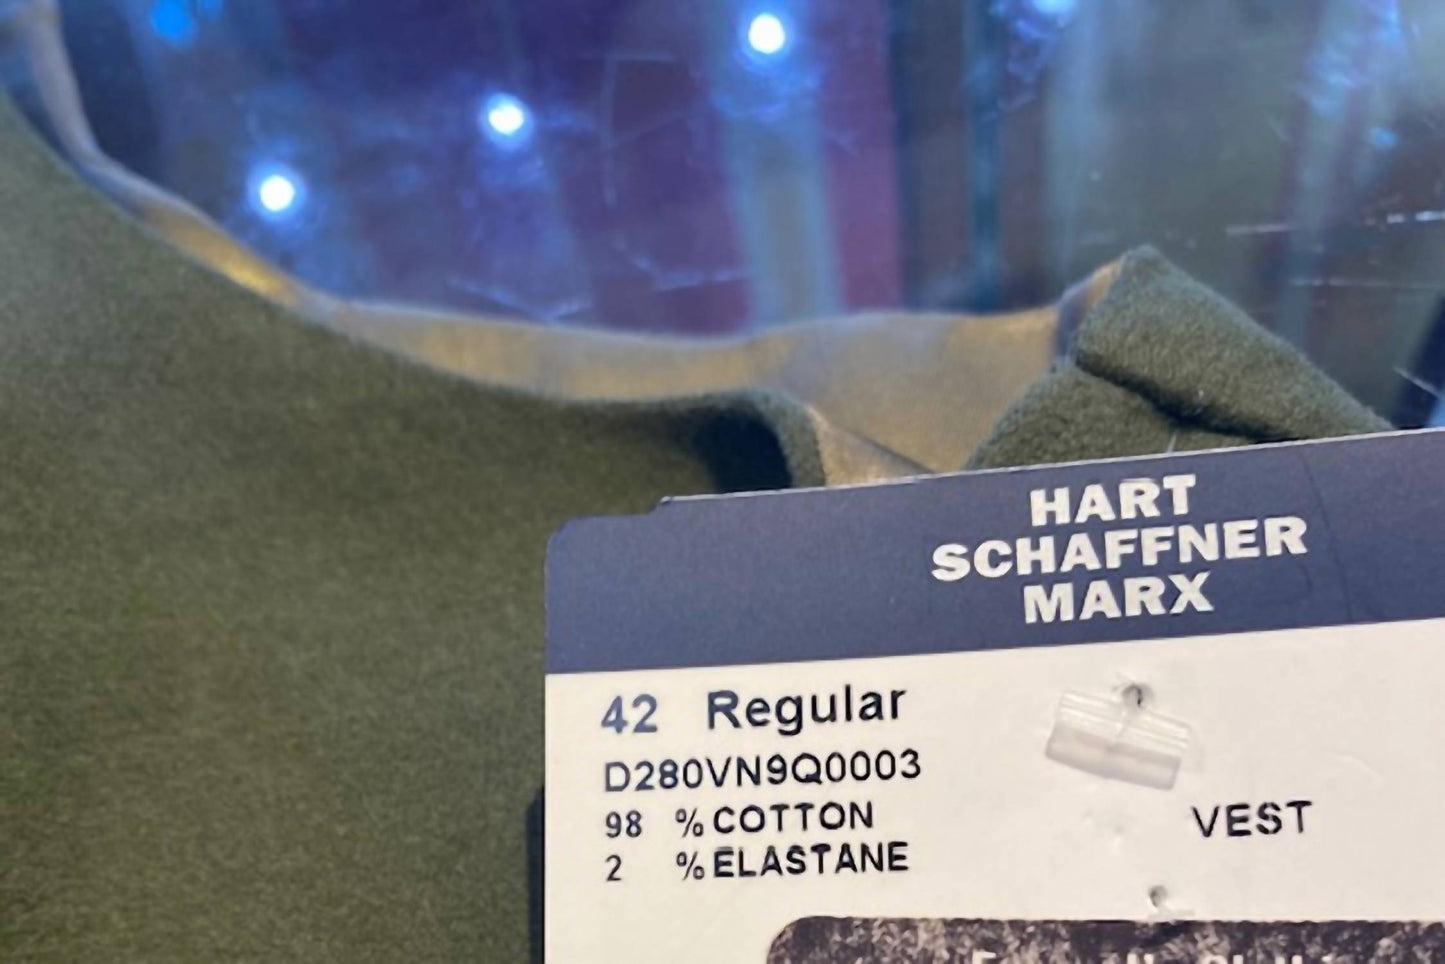 HART
SCHAFFNER
MARX
42 Regular
D280VN9Q0003
98 %COTTON
2 %ELASTANE
VEST